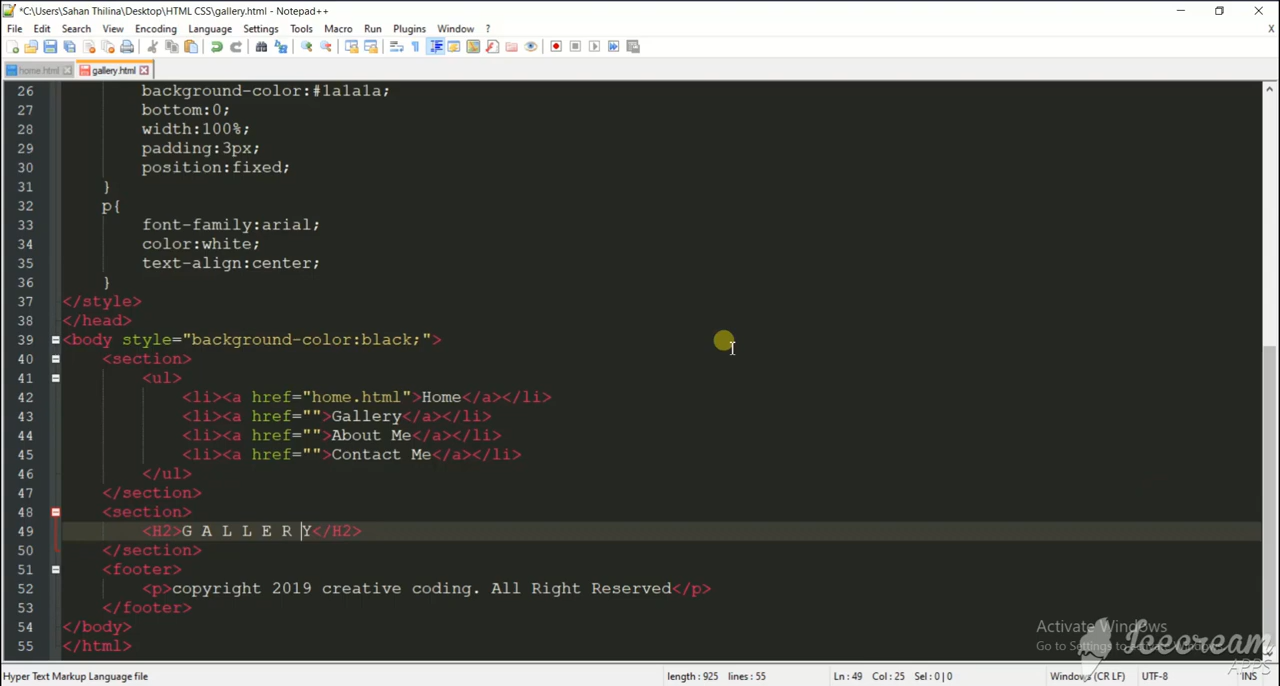 *C:\Users\Sahan Thilina\Desktop\HTML CSS\gallery.html - Notepad++
File Edit Search View Encoding Language Settings Tools Macro Run Plugins Window ? X
home.html gallery.html
26 background-color:#1a1a1a;
27 bottom:0;
28 width:100%;
29 padding:3px;
30 position:fixed;
31 }
32 p{
33 font-family:arial;
34 color:white;
35 text-align:center;
36 }
37 </style>
38 </head>
39 <body style="background-color:black;">
40 <section>
41 <ul>
42 <li><a href="home.html">Home</a></li>
43 <li><a href="">Gallery</a></li>
44 <li><a href="">About Me</a></li>
45 <li><a href="">Contact Me</a></li>
46 </ul>
47 </section>
48 <section>
49 <H2>G A L L E R Y</H2>
50 </section>
51 <footer>
52 <p>copyright 2019 creative coding. All Right Reserved</p>
53 </footer>
54 </body>
55 </html>
Activate Windows
Go to Settings to activate Windows.
Icecream
APPS
Hyper Text Markup Language file length : 925 lines : 55 Ln : 49 Col : 25 Sel : 0 | 0 Windows (CR LF) UTF-8 INS